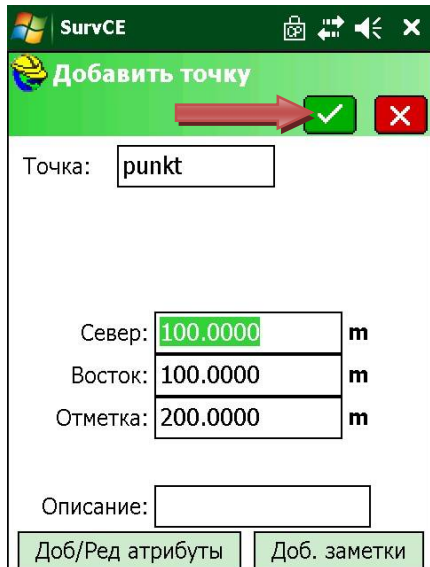 SurvCE
Добавить точку
Точка: punkt
Север: 100.0000 m
Восток: 100.0000 m
Отметка: 200.0000 m
Описание:
Доб/Ред атрибуты Доб. заметки